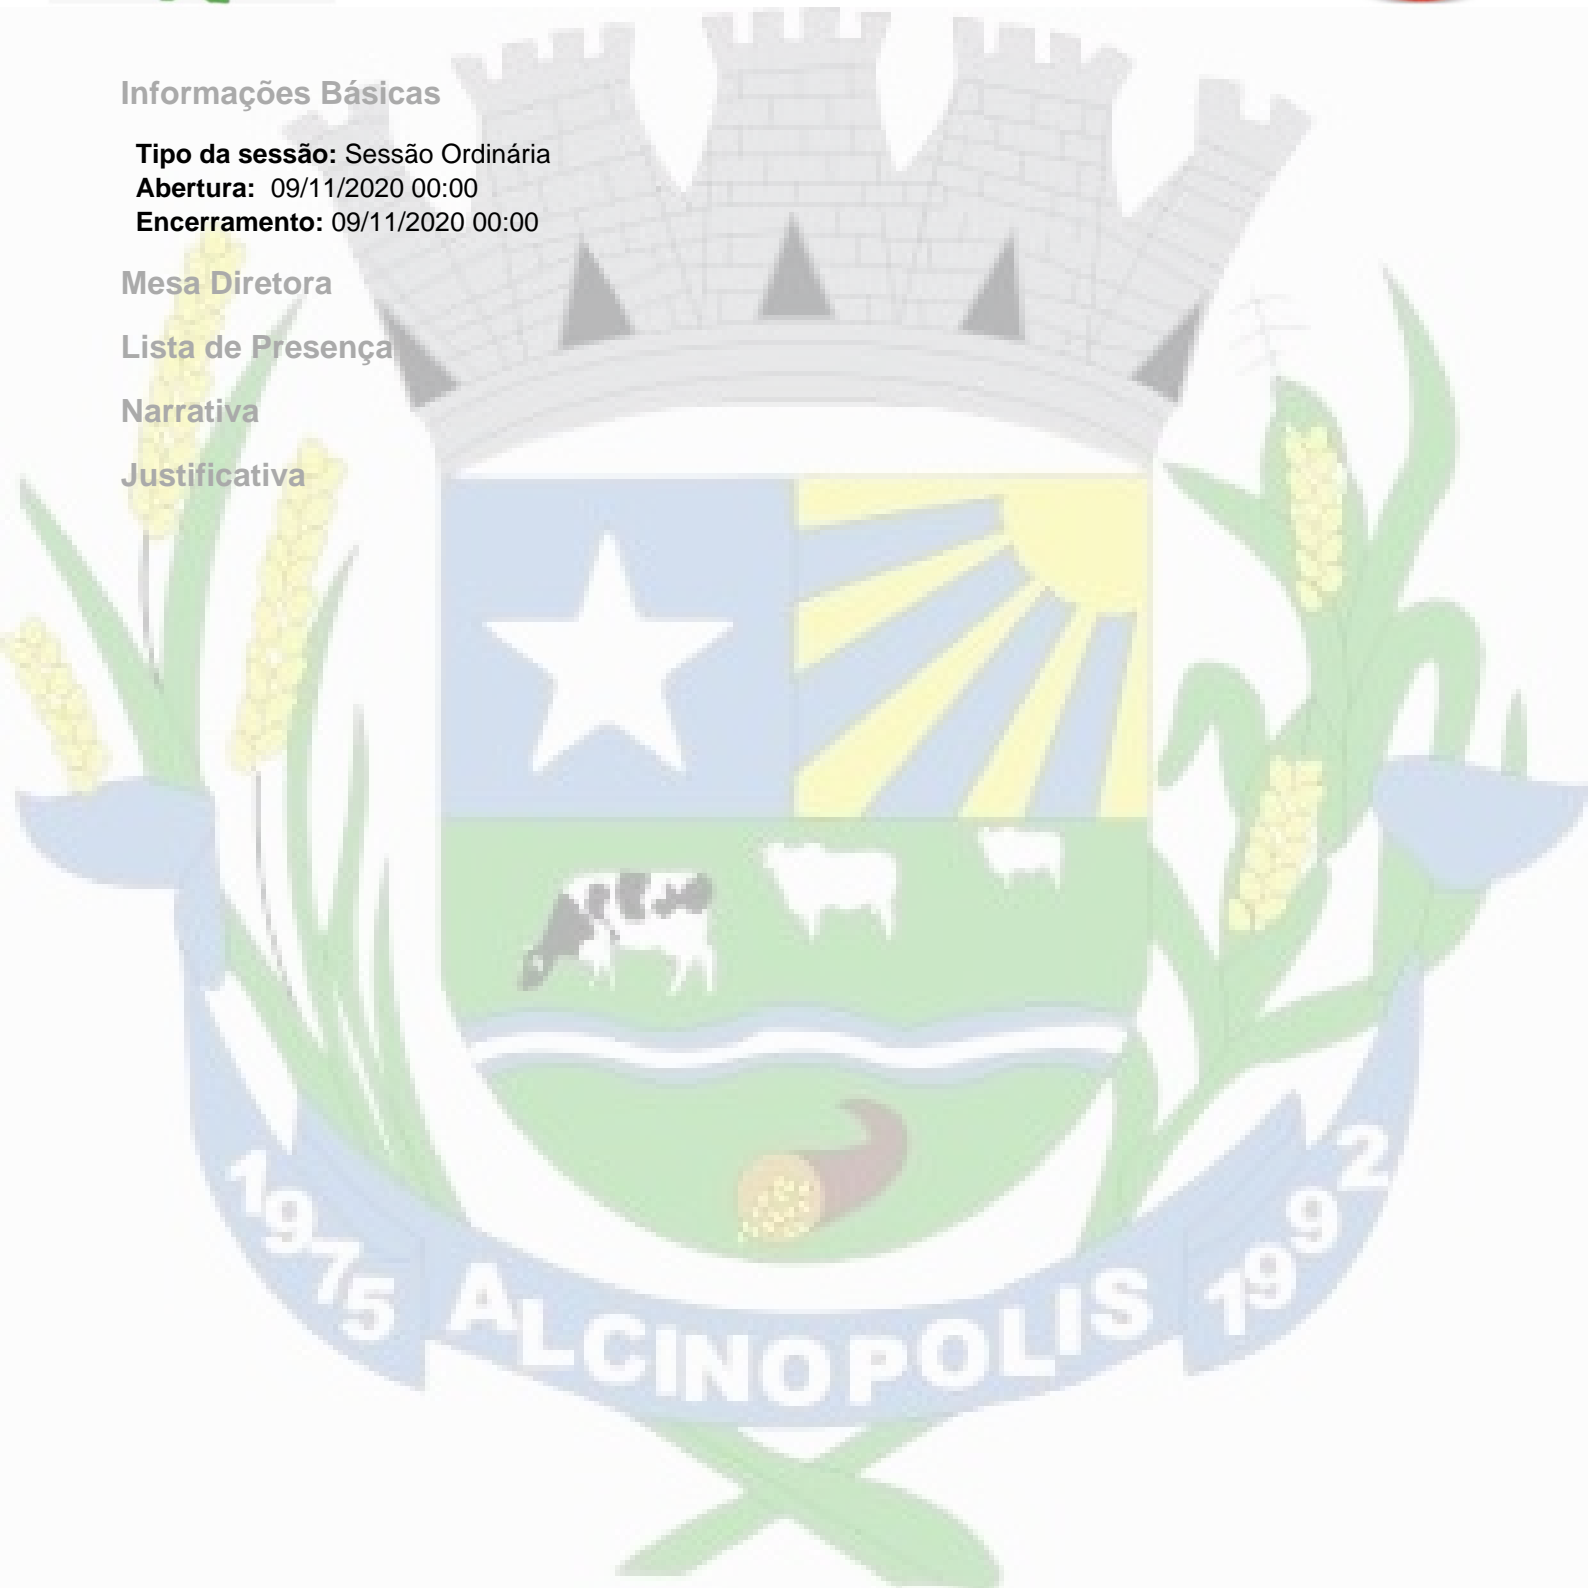 Informações Básicas
Tipo da sessão: Sessão Ordinária
Abertura: 09/11/2020 00:00
Encerramento: 09/11/2020 00:00
Mesa Diretora
Lista de Presença
Narrativa
Justificativa
1975 ALCINOPOLIS 1992